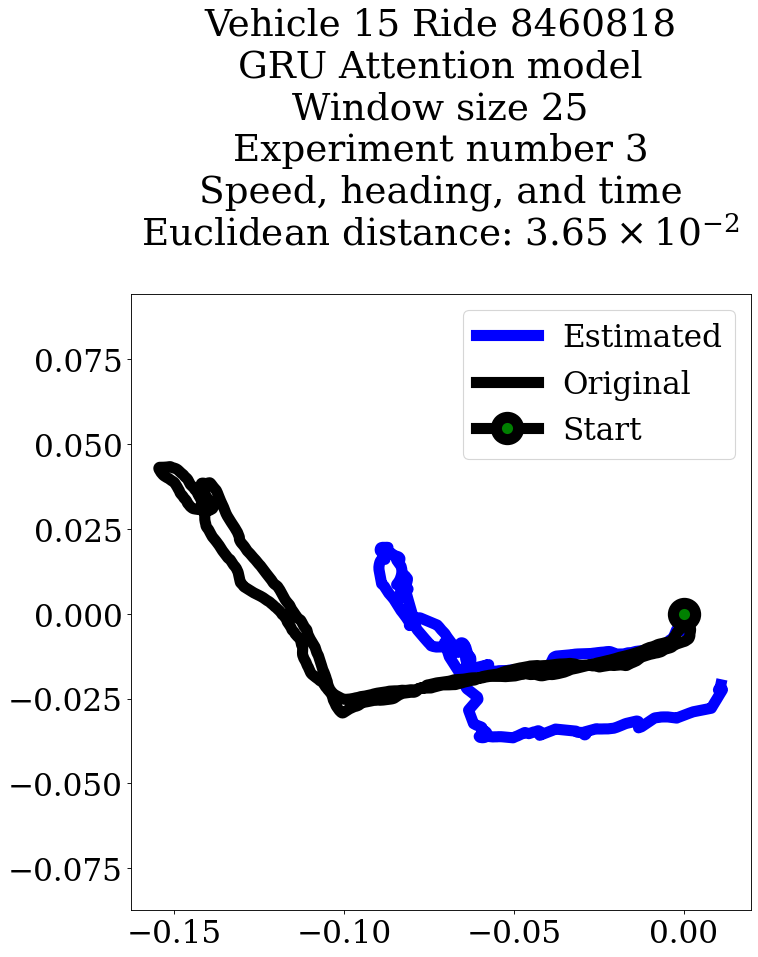 Vehicle 15 Ride 8460818
GRU Attention model
Window size 25
Experiment number 3
Speed, heading, and time
Euclidean distance: 3.65 × 10⁻²
Estimated
Original
Start
0.075
0.050
0.025
0.000
−0.025
−0.050
−0.075
−0.15 −0.10 −0.05 0.00